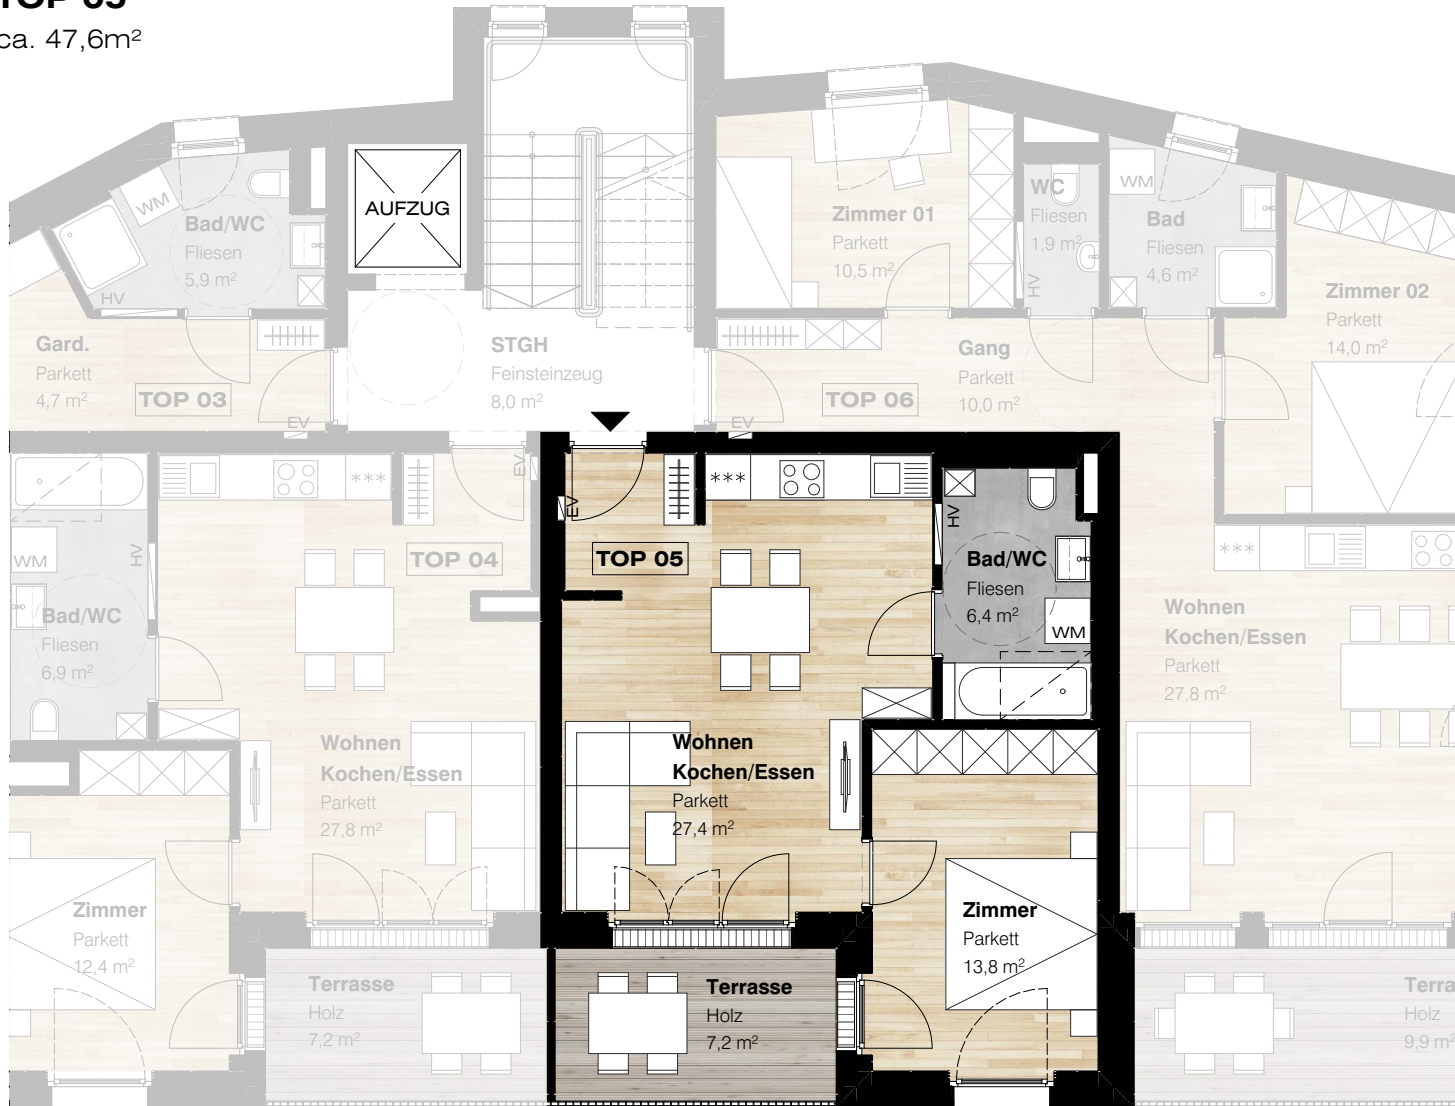 TOP 05
ca. 47,6m²
AUFZUG
WM
Bad/WC
Fliesen
5,9 m²
HV
Gard.
Parkett
4,7 m²
TOP 03
EV
STGH
Feinsteinzeug
8,0 m²
Zimmer 01
Parkett
10,5 m²
WC
Fliesen
1,9 m²
HV
WM
Bad
Fliesen
4,6 m²
Zimmer 02
Parkett
14,0 m²
Gang
Parkett
10,0 m²
TOP 06
EV
WM
HV
Bad/WC
Fliesen
6,9 m²
***
EV
TOP 04
Wohnen
Kochen/Essen
Parkett
27,8 m²
Zimmer
Parkett
12,4 m²
Terrasse
Holz
7,2 m²
EV
TOP 05
***
HV
Bad/WC
Fliesen
6,4 m²
WM
Wohnen
Kochen/Essen
Parkett
27,4 m²
Zimmer
Parkett
13,8 m²
Terrasse
Holz
7,2 m²
***
Wohnen
Kochen/Essen
Parkett
27,8 m²
Terra
Holz
9,9 m²